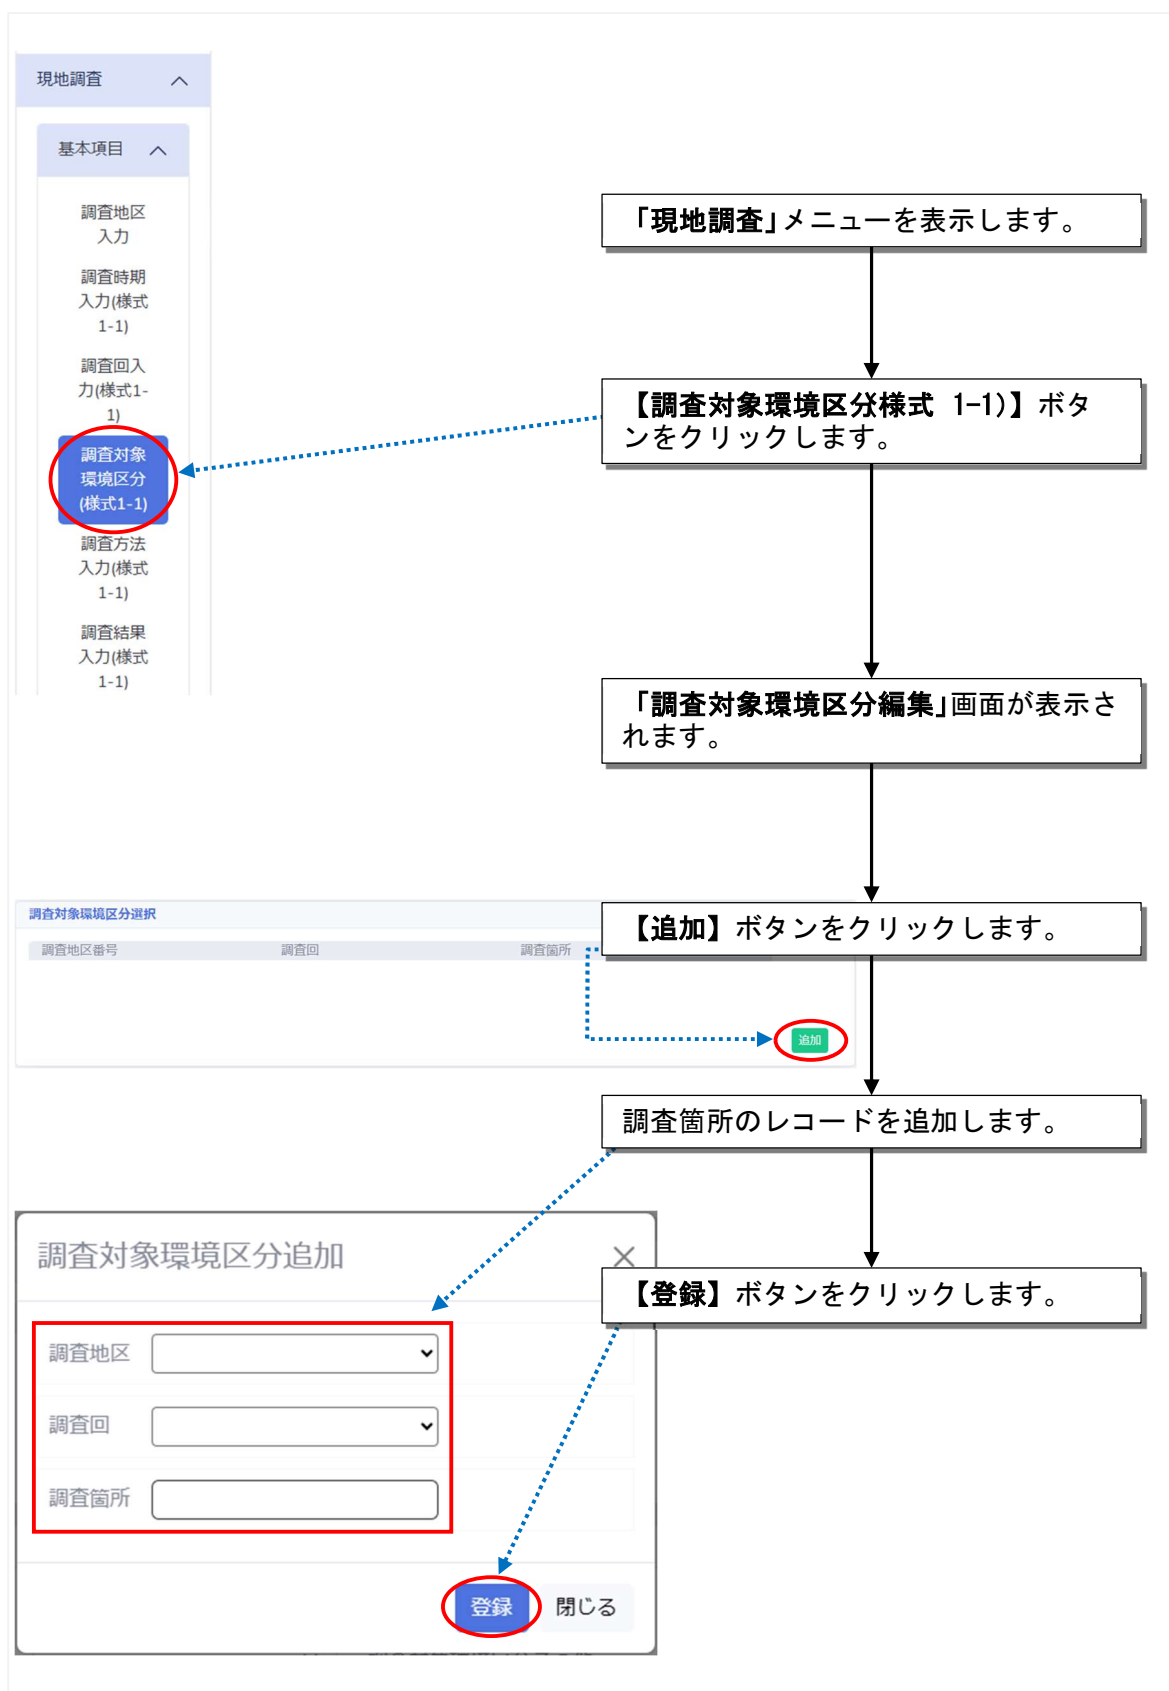 現地調査
基本項目
調査地区
入力
調査時期
入力(様式
1-1)
調査回入
力(様式1-
1)
調査対象
環境区分
(様式1-1)
調査方法
入力(様式
1-1)
調査結果
入力(様式
1-1)
「現地調査」メニューを表示します。
【調査対象環境区分(様式 1-1)】ボタ
ンをクリックします。
「調査対象環境区分編集」画面が表示さ
れます。
調査対象環境区分選択
調査地区番号 調査回 調査箇所
【追加】ボタンをクリックします。
追加
調査箇所のレコードを追加します。
調査対象環境区分追加
【登録】ボタンをクリックします。
調査地区
調査回
調査箇所
登録 閉じる